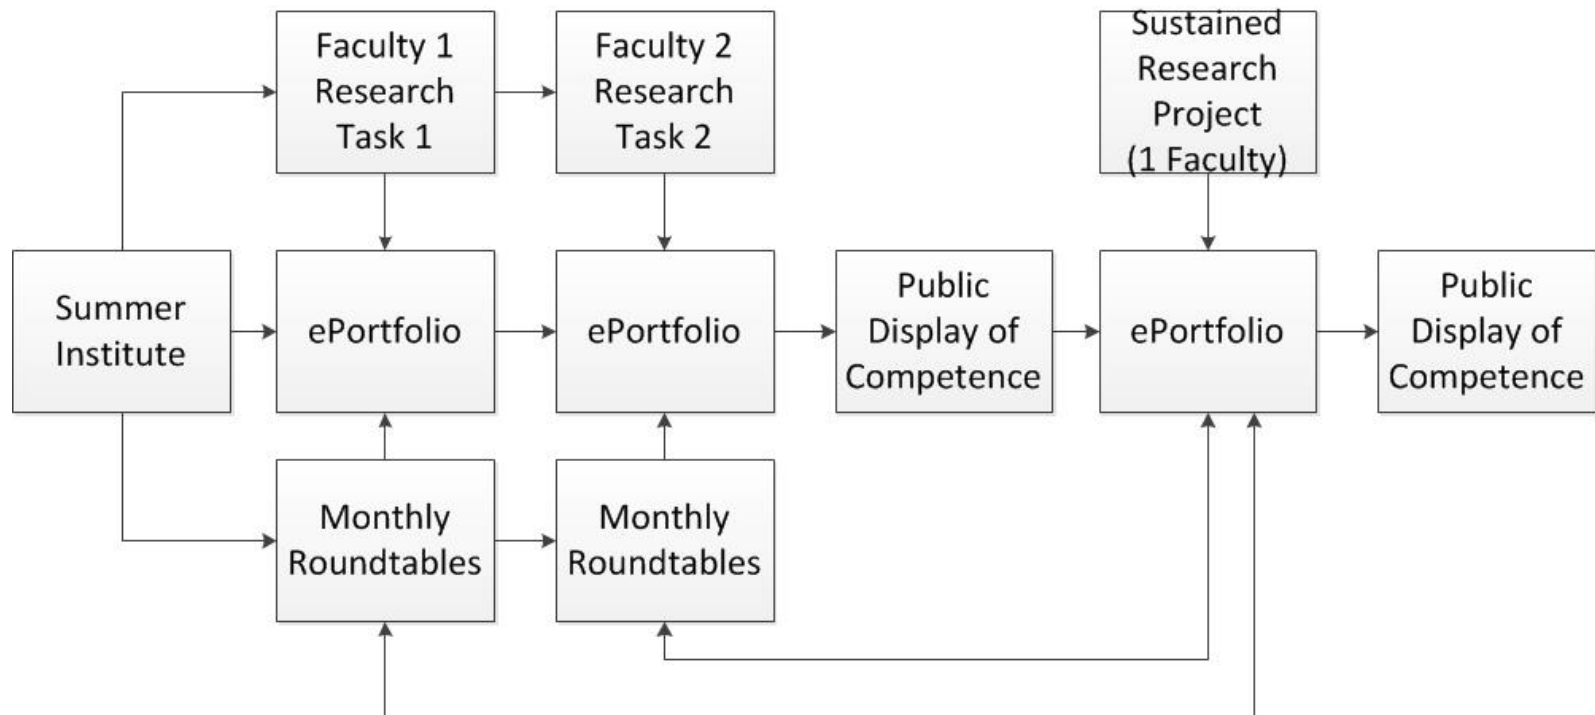 Faculty 1
Research
Task 1
Faculty 2
Research
Task 2
Sustained
Research
Project
(1 Faculty)
Summer
Institute
ePortfolio
ePortfolio
Public
Display of
Competence
ePortfolio
Public
Display of
Competence
Monthly
Roundtables
Monthly
Roundtables